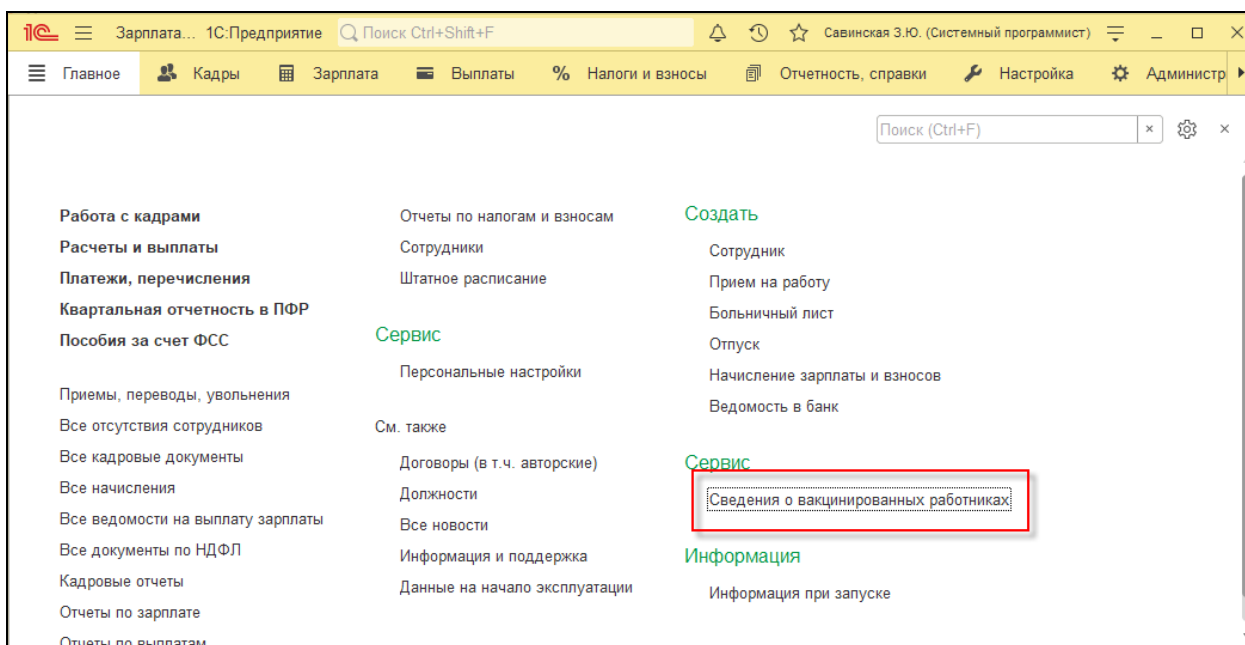 1С Зарплата... 1С:Предприятие Поиск Ctrl+Shift+F Савинская З.Ю. (Системный программист)
Главное Кадры Зарплата Выплаты % Налоги и взносы Отчетность, справки Настройка Администр
Поиск (Ctrl+F)
Работа с кадрами
Расчеты и выплаты
Платежи, перечисления
Квартальная отчетность в ПФР
Пособия за счет ФСС
Приемы, переводы, увольнения
Все отсутствия сотрудников
Все кадровые документы
Все начисления
Все ведомости на выплату зарплаты
Все документы по НДФЛ
Кадровые отчеты
Отчеты по зарплате
Отчеты по выплатам
Отчеты по налогам и взносам
Сотрудники
Штатное расписание
Сервис
Персональные настройки
См. также
Договоры (в т.ч. авторские)
Должности
Все новости
Информация и поддержка
Данные на начало эксплуатации
Создать
Сотрудник
Прием на работу
Больничный лист
Отпуск
Начисление зарплаты и взносов
Ведомость в банк
Сервис
Сведения о вакцинированных работниках
Информация
Информация при запуске